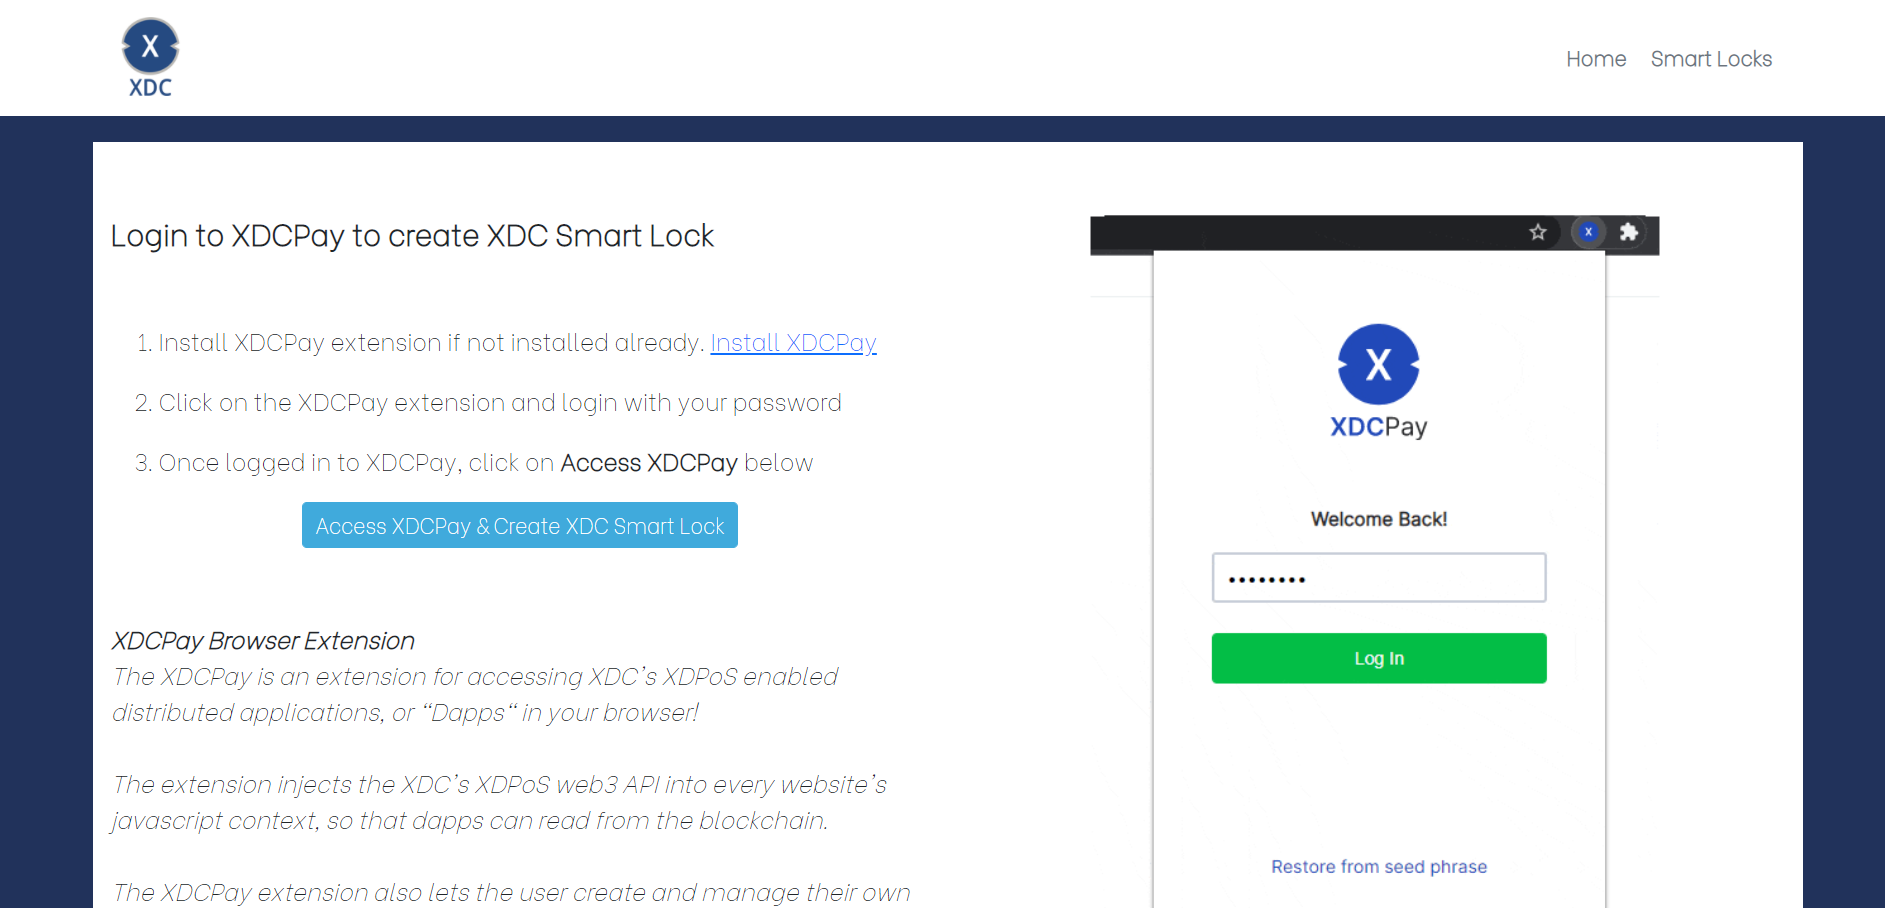 X
XDC
Home Smart Locks
Login to XDCPay to create XDC Smart Lock
1. Install XDCPay extension if not installed already. Install XDCPay
2. Click on the XDCPay extension and login with your password
3. Once logged in to XDCPay, click on Access XDCPay below
Access XDCPay & Create XDC Smart Lock
XDCPay Browser Extension
The XDCPay is an extension for accessing XDC's XDPoS enabled
distributed applications, or “Dapps“ in your browser!
The extension injects the XDC's XDPoS web3 API into every website's
javascript context, so that dapps can read from the blockchain.
The XDCPay extension also lets the user create and manage their own
X
X
XDCPay
Welcome Back!
••••••••
Log In
Restore from seed phrase